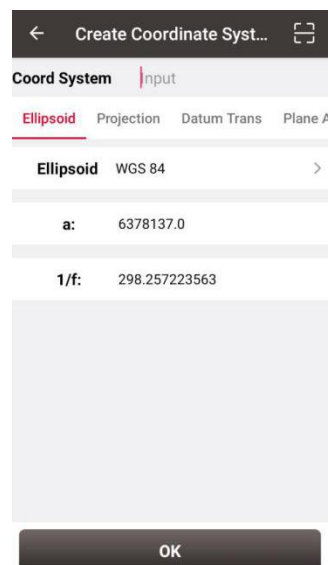 Create Coordinate Syst...
Coord System Input
Ellipsoid Projection Datum Trans Plane A
Ellipsoid WGS 84
a: 6378137.0
1/f: 298.257223563
OK